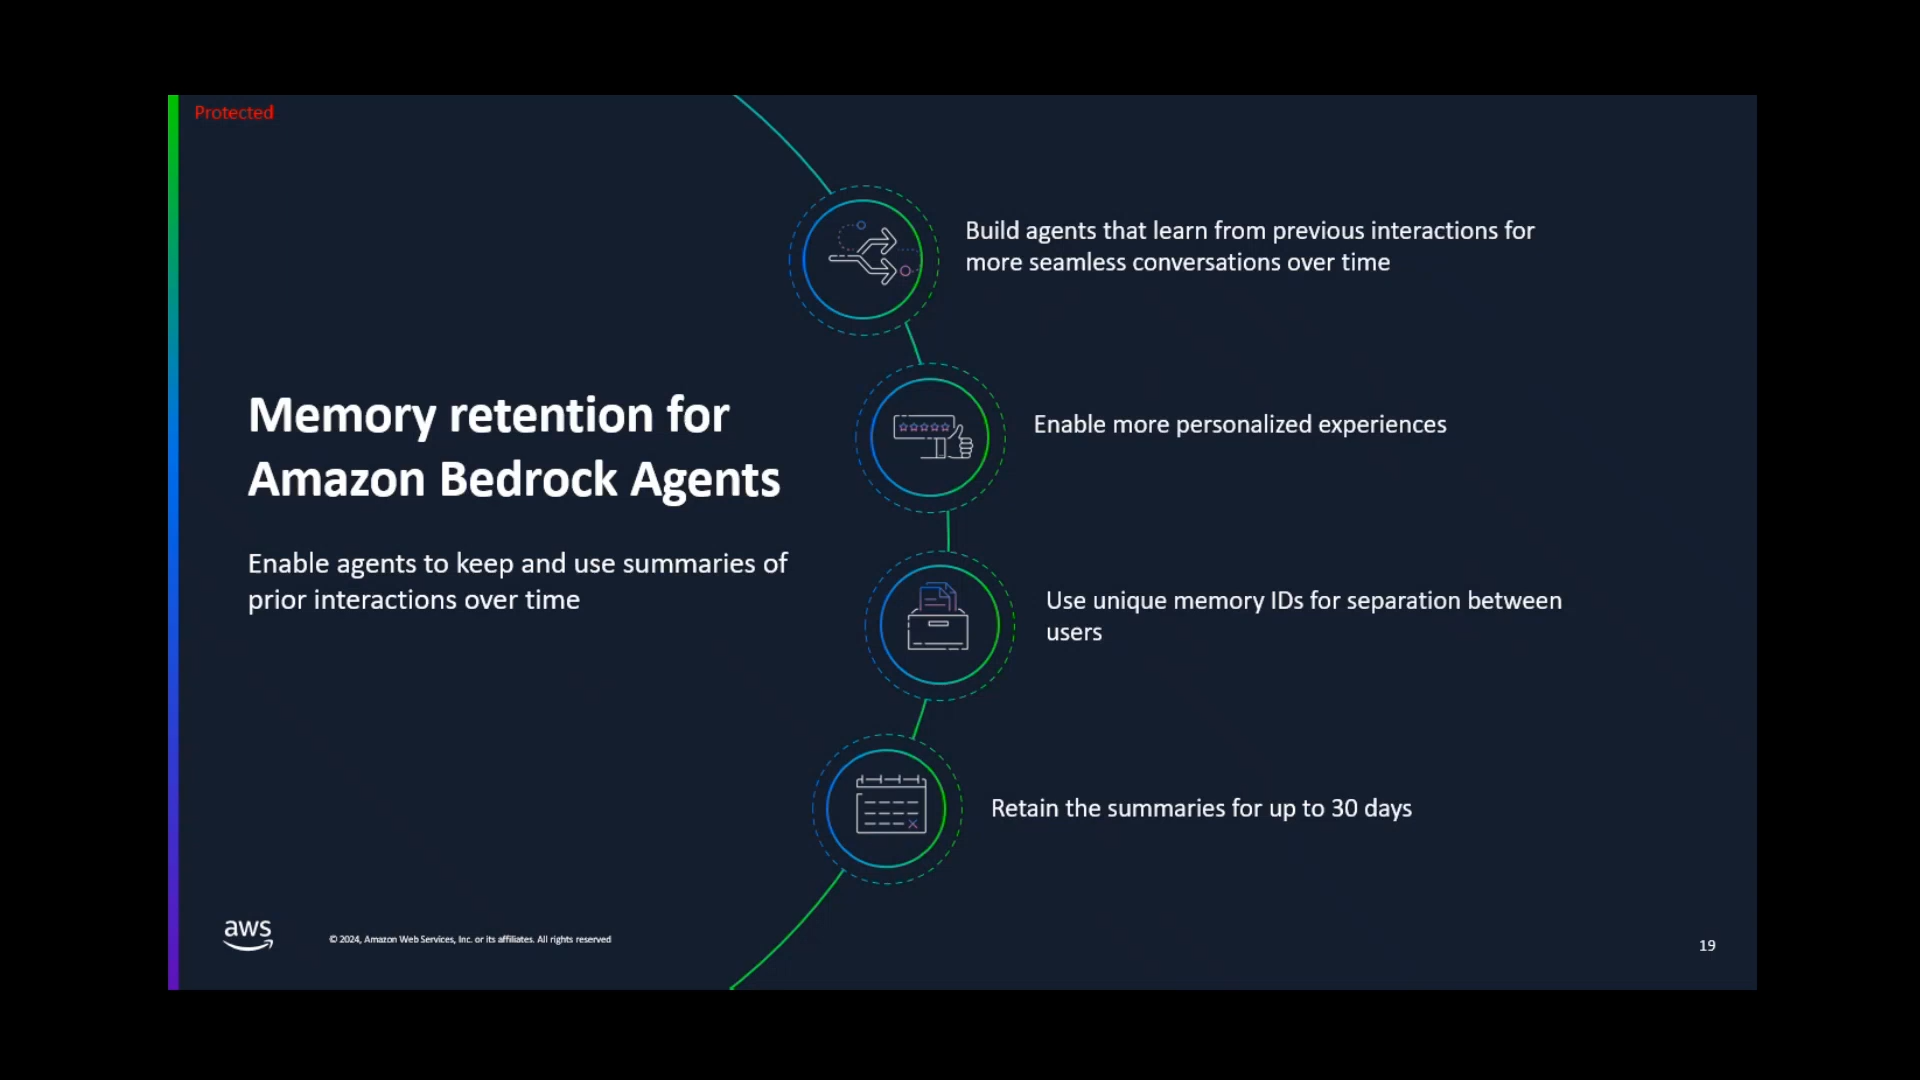 Protected
Memory retention for
Amazon Bedrock Agents
Enable agents to keep and use summaries of
prior interactions over time
Build agents that learn from previous interactions for
more seamless conversations over time
Enable more personalized experiences
Use unique memory IDs for separation between
users
Retain the summaries for up to 30 days
aws
© 2024, Amazon Web Services, Inc. or its affiliates. All rights reserved
19